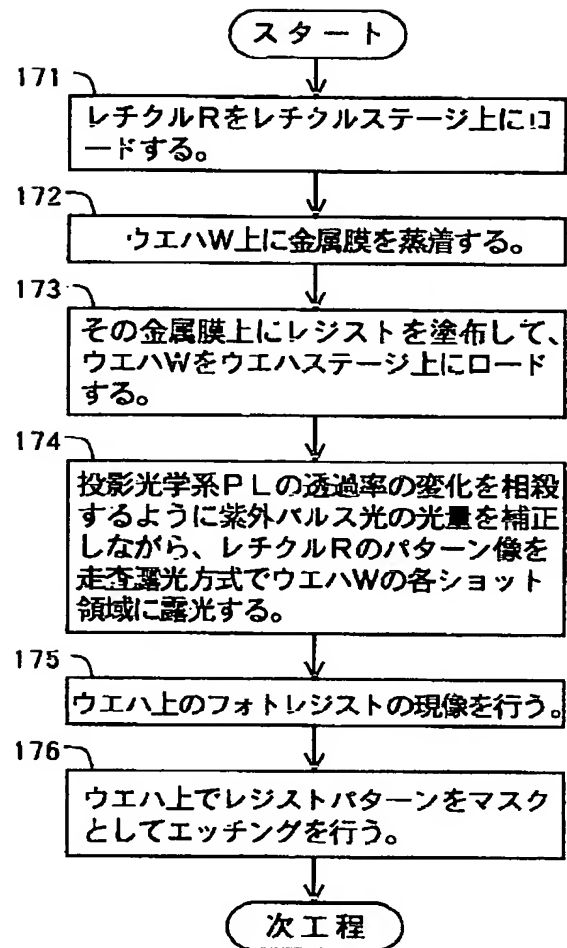 スタート
171
レチクルRをレチクルステージ上にロ
ードする。
172
ウエハW上に金属膜を蒸着する。
173
その金属膜上にレジストを塗布して、
ウエハWをウエハステージ上にロード
する。
174
投影光学系PLの透過率の変化を相殺
するように紫外パルス光の光量を補正
しながら、レチクルRのパターン像を
走査露光方式でウエハWの各ショット
領域に露光する。
175
ウエハ上のフォトレジストの現像を行う。
176
ウエハ上でレジストパターンをマスク
としてエッチングを行う。
次工程